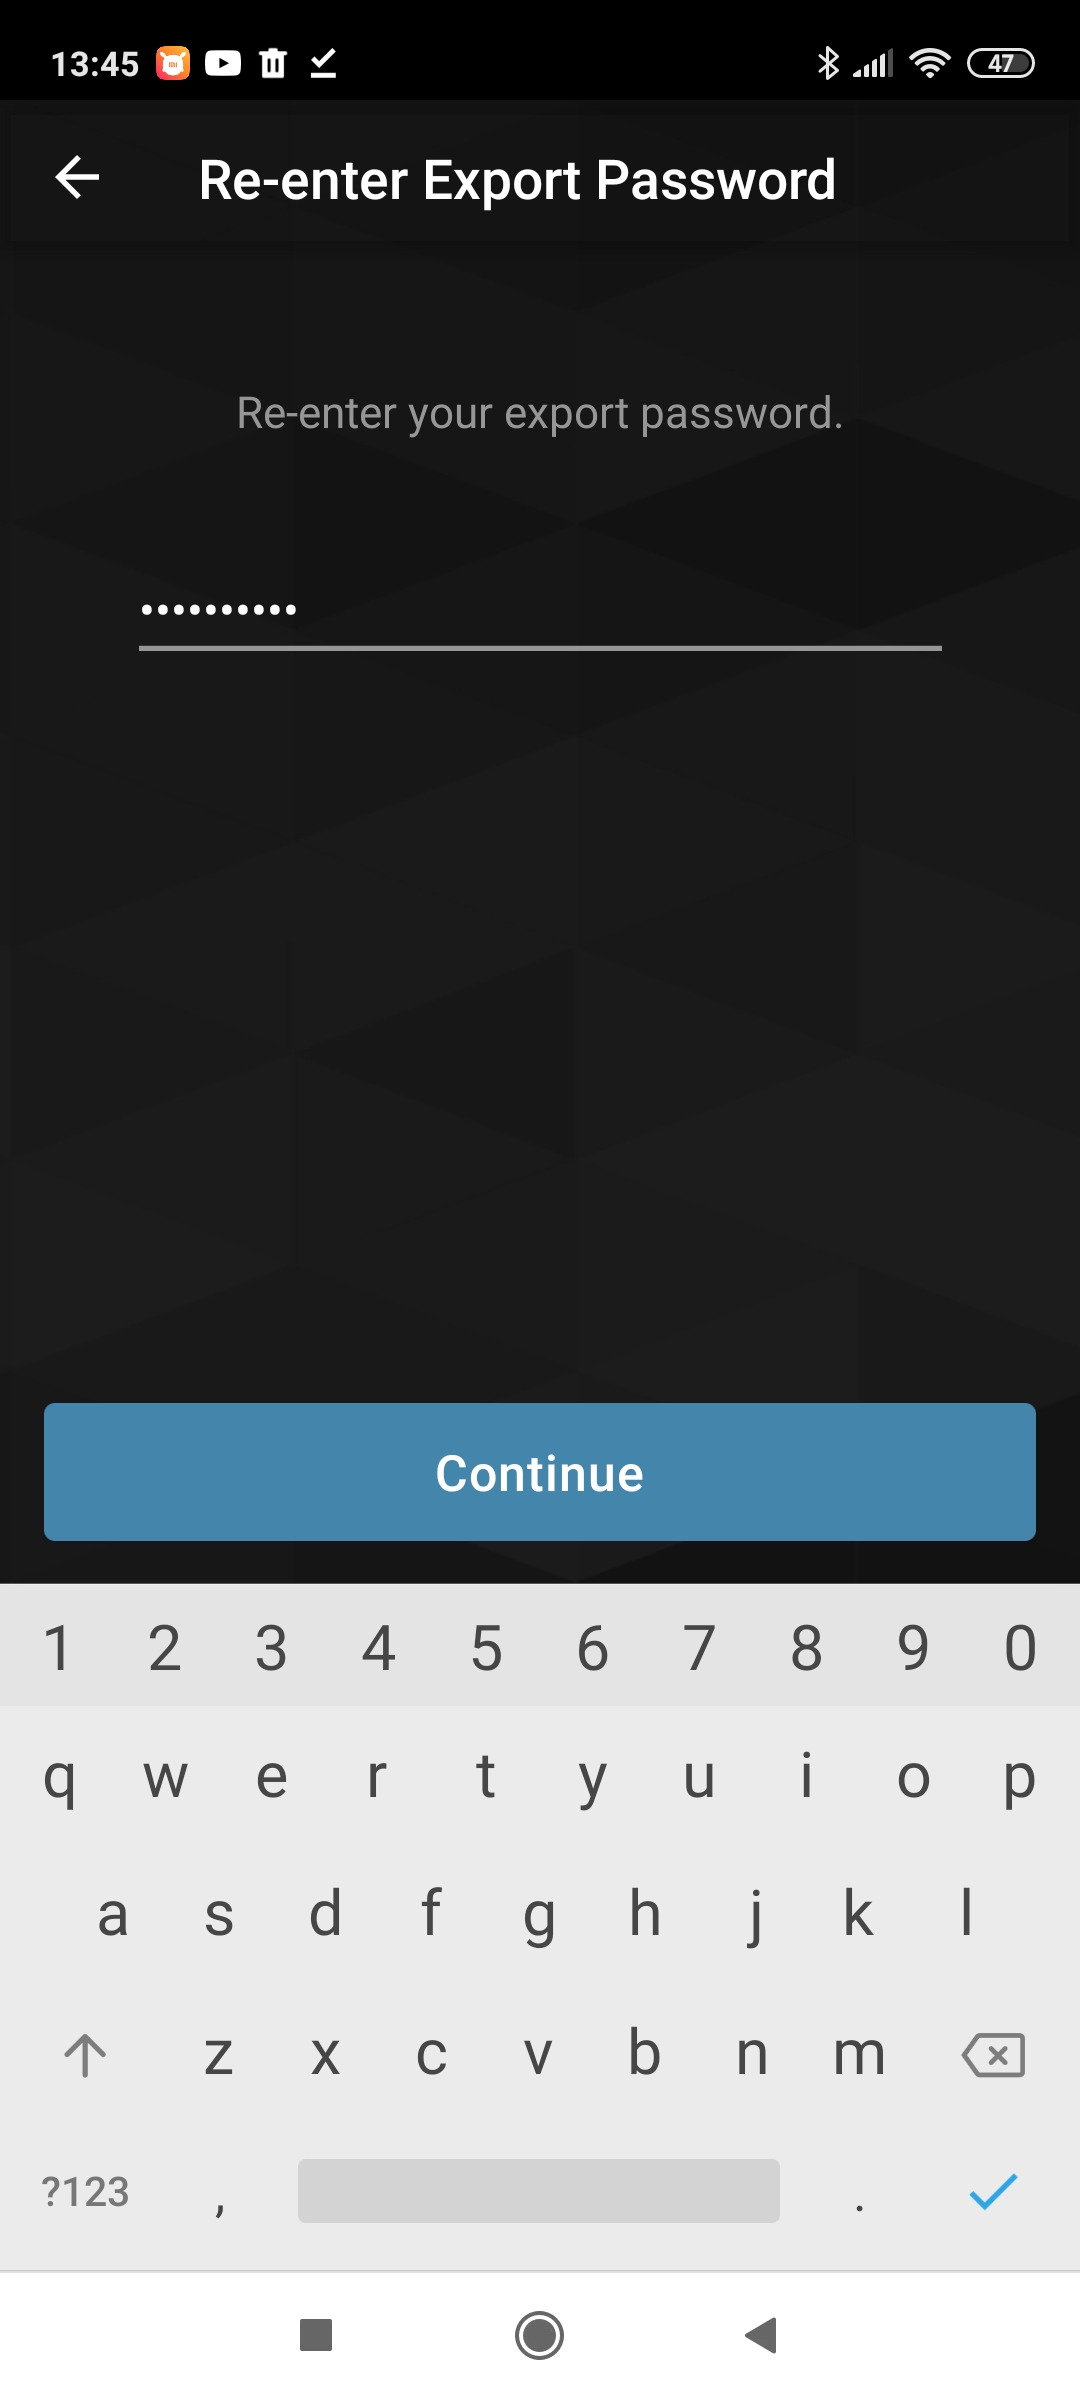 13:45
47
Re-enter Export Password
Re-enter your export password.
••••••••••
Continue
1 2 3 4 5 6 7 8 9 0
q w e r t y u i o p
a s d f g h j k l
z x c v b n m
?123 , .